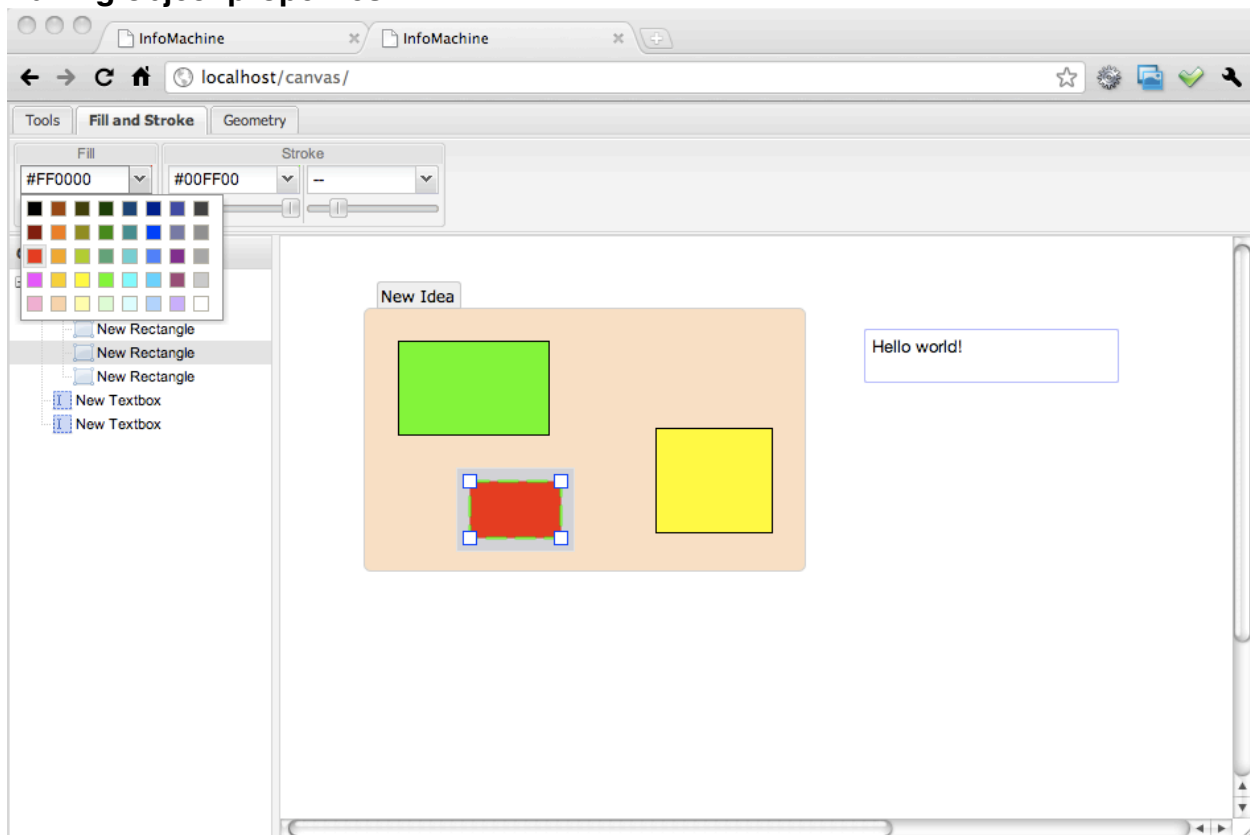 InfoMachine
InfoMachine
localhost/canvas/
Tools Fill and Stroke Geometry
Fill Stroke
#FF0000 #00FF00 --
New Idea
New Rectangle
New Rectangle
New Rectangle
New Textbox
New Textbox
Hello world!